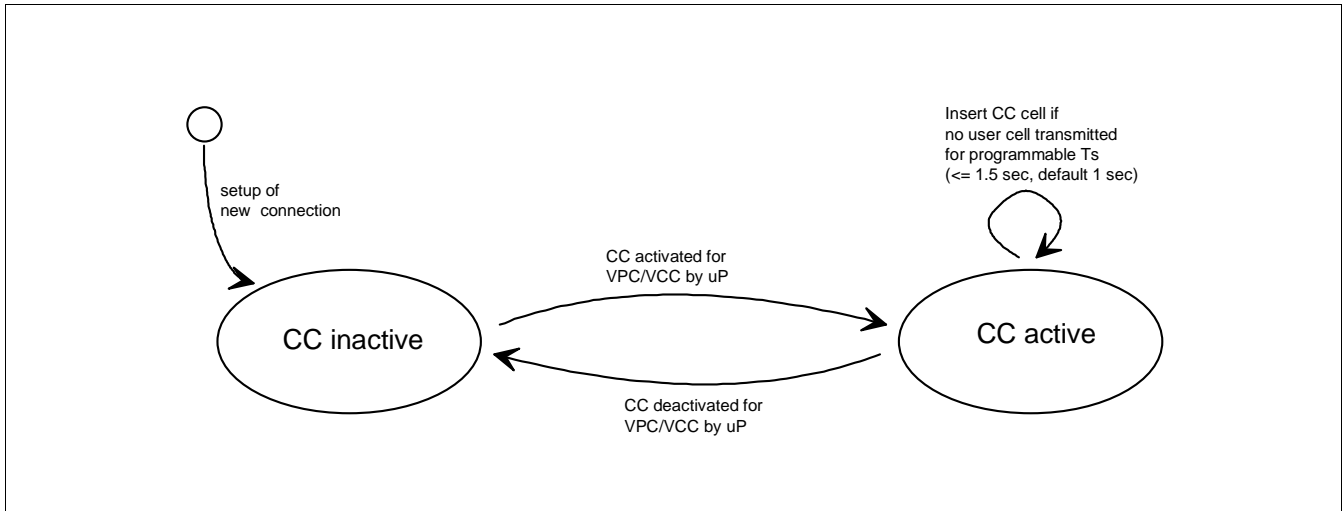 Insert CC cell if
no user cell transmitted
for programmable Ts
(<= 1.5 sec, default 1 sec)
setup of
new connection
CC activated for
VPC/VCC by uP
CC inactive
CC active
CC deactivated for
VPC/VCC by uP